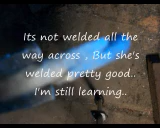 Its not welded all the
way across , But she's
welded pretty good..
I'm still learning..